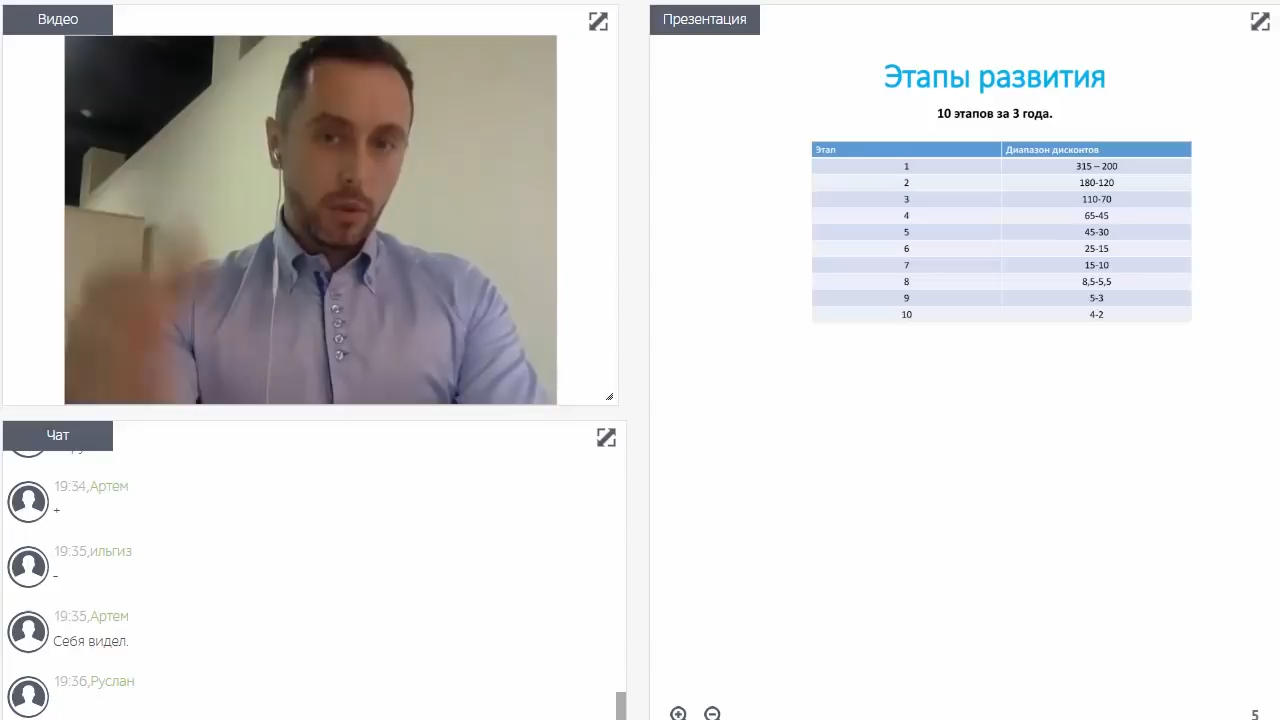 Видео
Презентация
Этапы развития
10 этапов за 3 года.
Этап Диапазон дисконтов
1 315 – 200
2 180-120
3 110-70
4 65-45
5 45-30
6 25-15
7 15-10
8 8,5-5,5
9 5-3
10 4-2
5
Чат
19:34,Артем
+
19:35,ильгиз
-
19:35,Артем
Себя видел.
19:36,Руслан